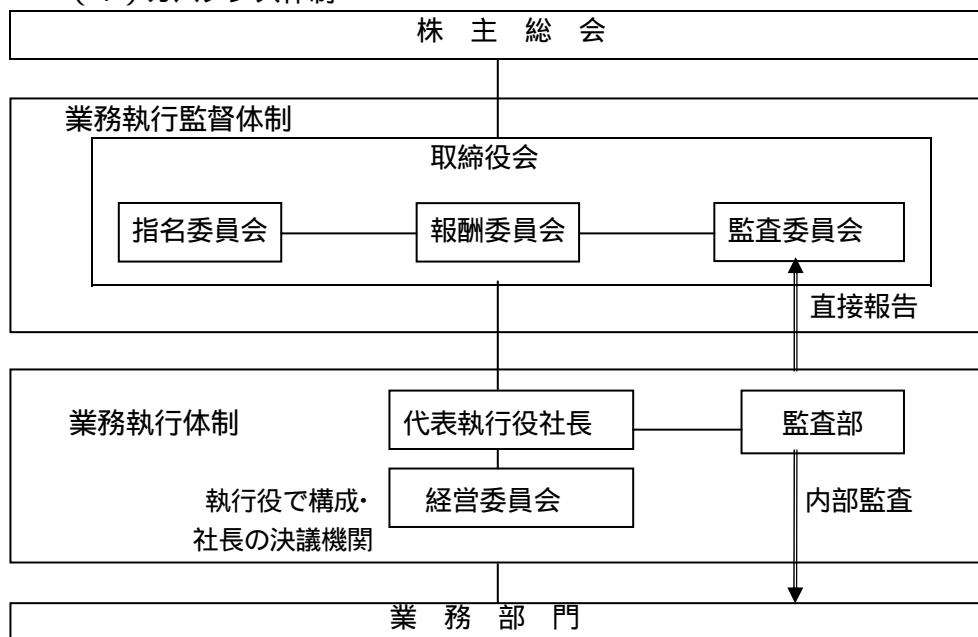 株 主 総 会
業務執行監督体制
取締役会
指名委員会 報酬委員会 監査委員会
直接報告
業務執行体制 代表執行役社長 監査部
執行役で構成・ 経営委員会 内部監査
社長の決議機関
業 務 部 門